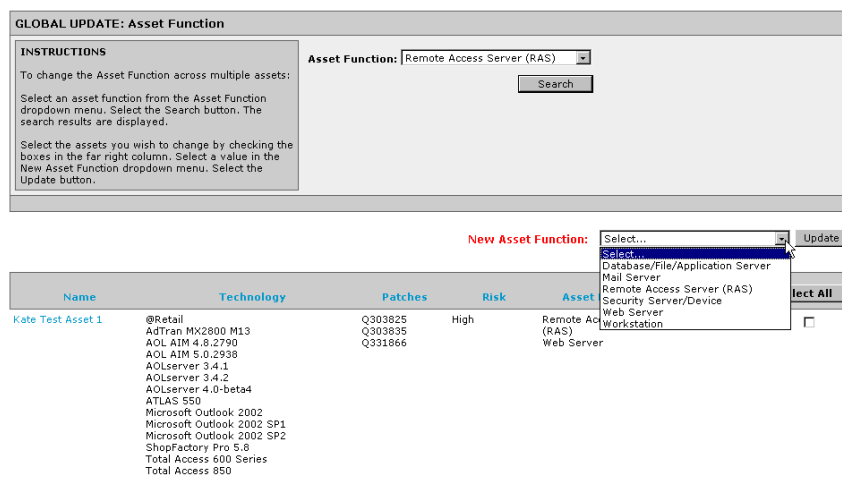 GLOBAL UPDATE: Asset Function
INSTRUCTIONS
To change the Asset Function across multiple assets:
Select an asset function from the Asset Function
dropdown menu. Select the Search button. The
search results are displayed.
Select the assets you wish to change by checking the
boxes in the far right column. Select a value in the
New Asset Function dropdown menu. Select the
Update button.
Asset Function: Remote Access Server (RAS)
Search
New Asset Function: Select... Update
Select...
Database/File/Application Server
Mail Server
Remote Access Server (RAS)
Security Server/Device
Web Server
Workstation
Name Technology Patches Risk Asset lect All
Kate Test Asset 1 @Retail Q303825 High Remote Ac
AdTran MX2800 M13 Q303835 (RAS)
AOL AIM 4.8.2790 Q331866 Web Server
AOL AIM 5.0.2938
AOLserver 3.4.1
AOLserver 3.4.2
AOLserver 4.0-beta4
ATLAS 550
Microsoft Outlook 2002
Microsoft Outlook 2002 SP1
Microsoft Outlook 2002 SP2
ShopFactory Pro 5.8
Total Access 600 Series
Total Access 850